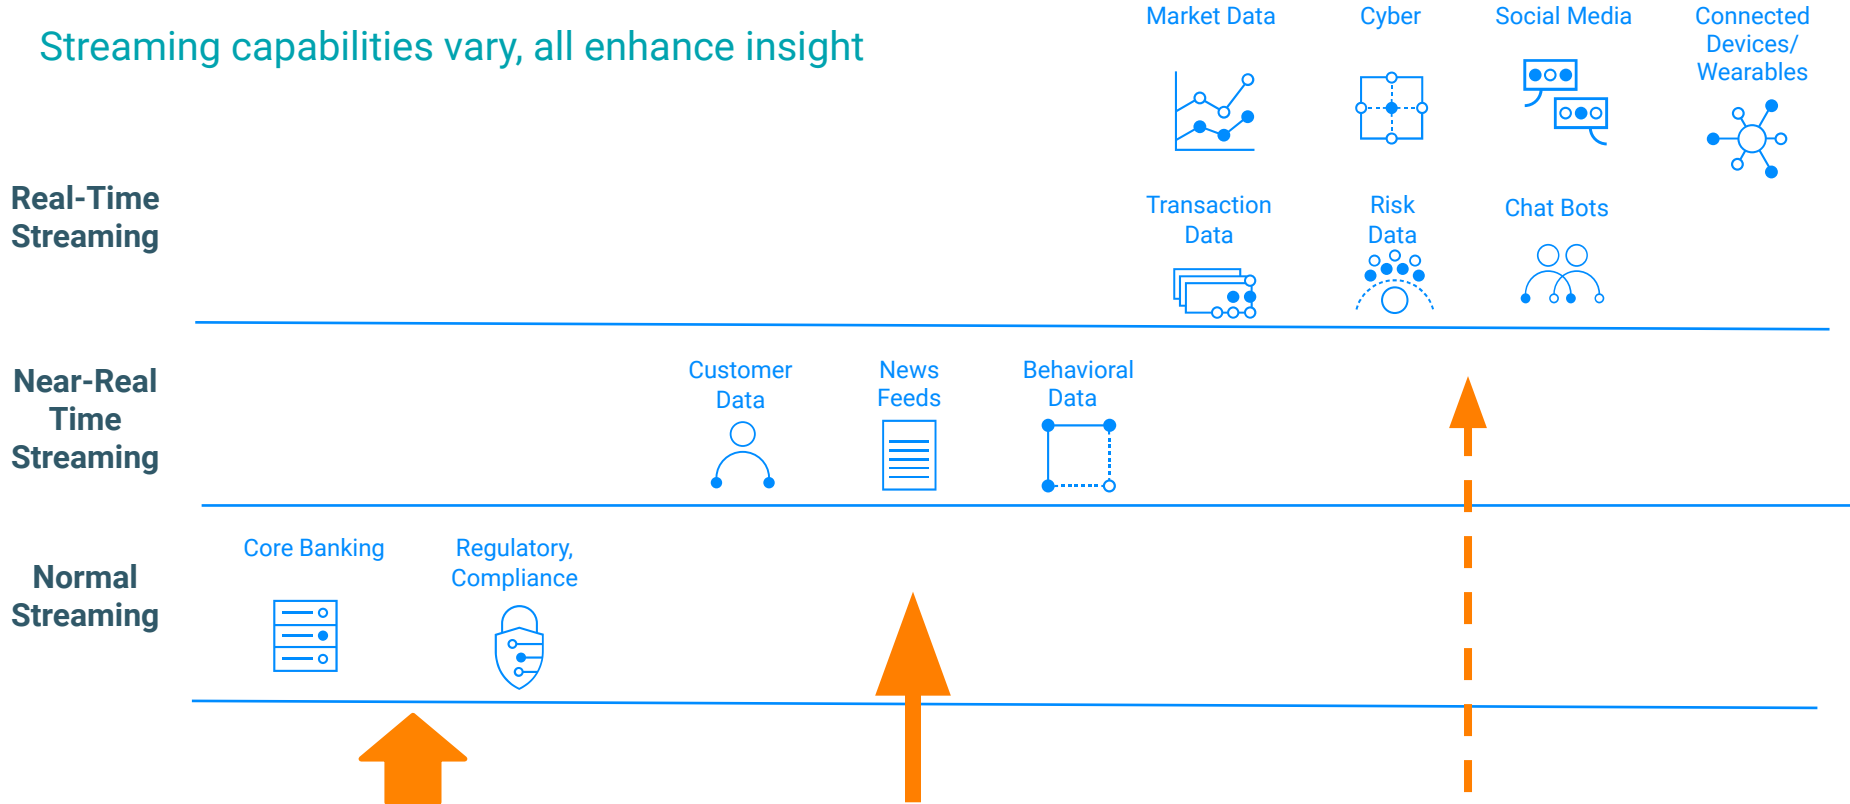 Streaming capabilities vary, all enhance insight
Market Data
Cyber
Social Media
Connected
Devices/
Wearables
Real-Time
Streaming
Transaction
Data
Risk
Data
Chat Bots
Near-Real
Time
Streaming
Customer
Data
News
Feeds
Behavioral
Data
Normal
Streaming
Core Banking
Regulatory,
Compliance